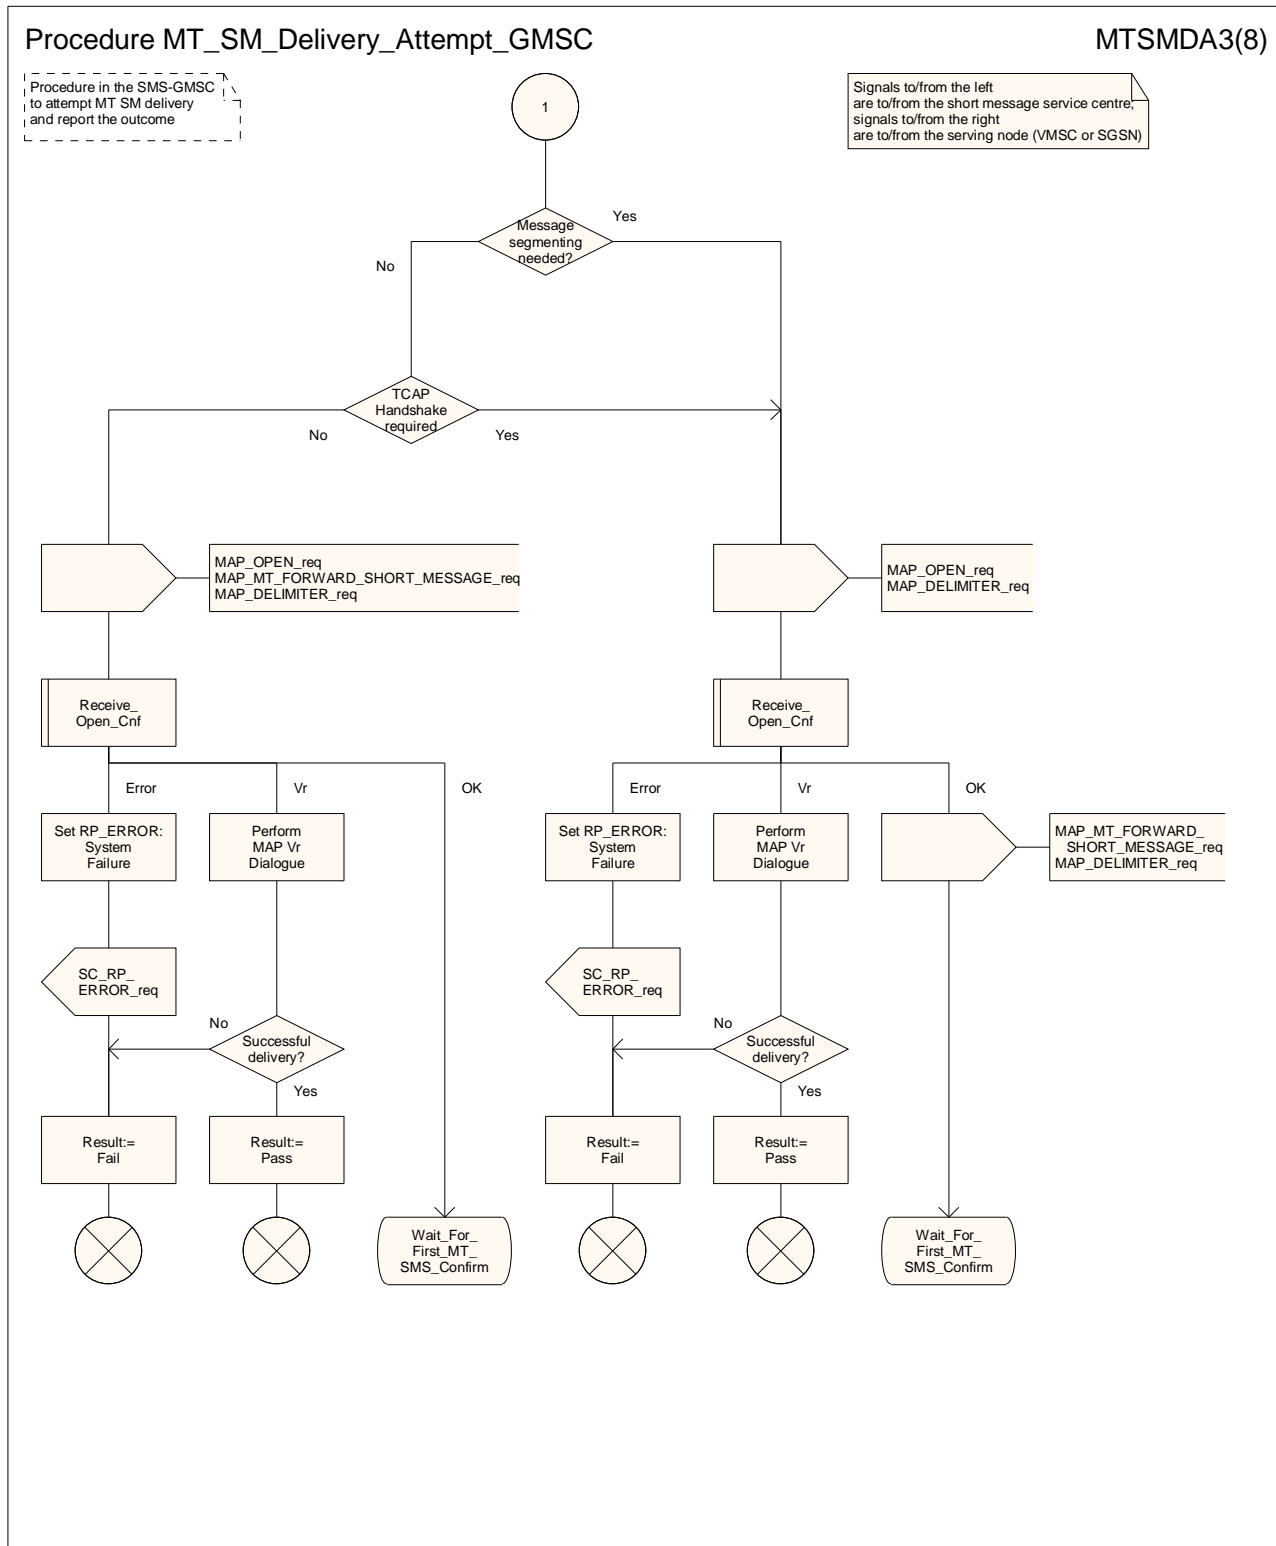 Procedure MT_SM_Delivery_Attempt_GMSC
MTSMDA3(8)
Procedure in the SMS-GMSC
to attempt MT SM delivery
and report the outcome
1
Signals to/from the left
are to/from the short message service centre;
signals to/from the right
are to/from the serving node (VMSC or SGSN)
Message
segmenting
needed?
Yes
No
TCAP
Handshake
required
No
Yes
MAP_OPEN_req
MAP_MT_FORWARD_SHORT_MESSAGE_req
MAP_DELIMITER_req
MAP_OPEN_req
MAP_DELIMITER_req
Receive_
Open_Cnf
Receive_
Open_Cnf
Error
Vr
OK
Error
Vr
OK
Set RP_ERROR:
System
Failure
Perform
MAP Vr
Dialogue
Set RP_ERROR:
System
Failure
Perform
MAP Vr
Dialogue
MAP_MT_FORWARD_
SHORT_MESSAGE_req
MAP_DELIMITER_req
SC_RP_
ERROR_req
SC_RP_
ERROR_req
No
Successful
delivery?
Yes
No
Successful
delivery?
Yes
Result:=
Fail
Result:=
Pass
Result:=
Fail
Result:=
Pass
Wait_For_
First_MT_
SMS_Confirm
Wait_For_
First_MT_
SMS_Confirm